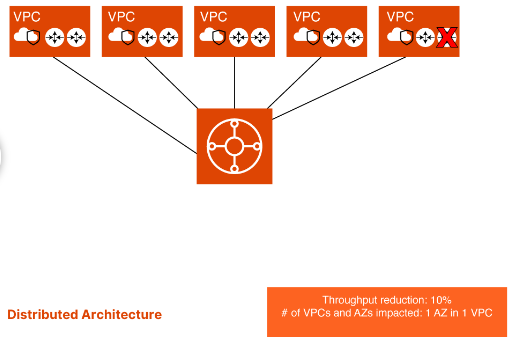 VPC
VPC
VPC
VPC
VPC
Distributed Architecture
Throughput reduction: 10%
# of VPCs and AZs impacted: 1 AZ in 1 VPC